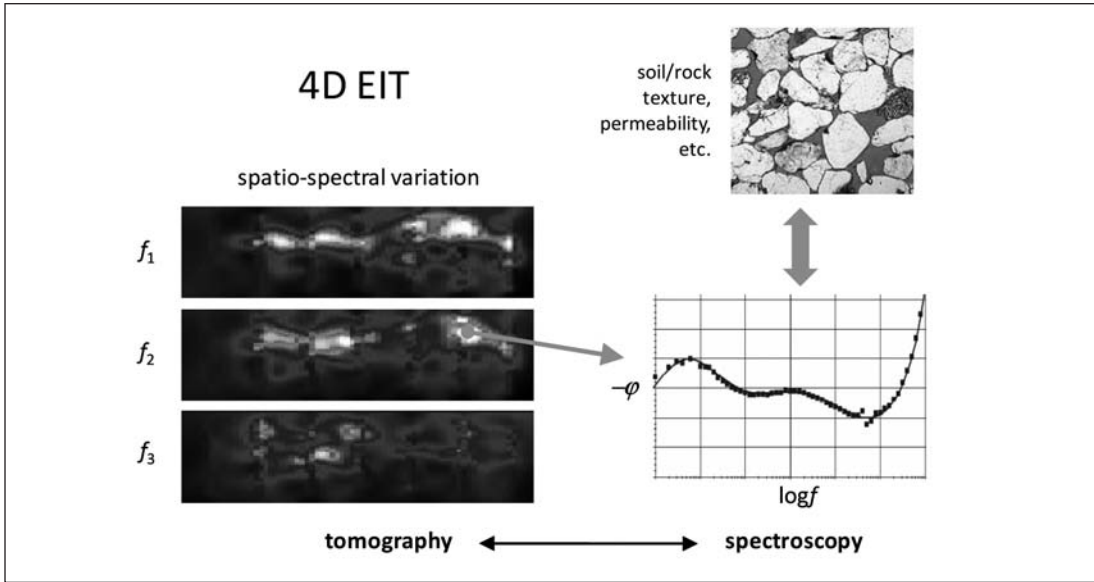 4D EIT
soil/rock
texture,
permeability,
etc.
spatio-spectral variation
f1
f2
f3
−φ
logf
tomography
spectroscopy